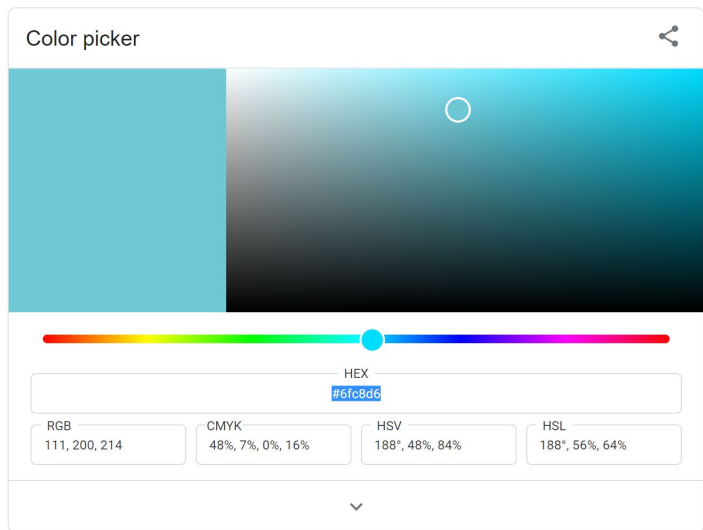 Color picker
HEX
#6fc8d6
RGB
111, 200, 214
CMYK
48%, 7%, 0%, 16%
HSV
188°, 48%, 84%
HSL
188°, 56%, 64%